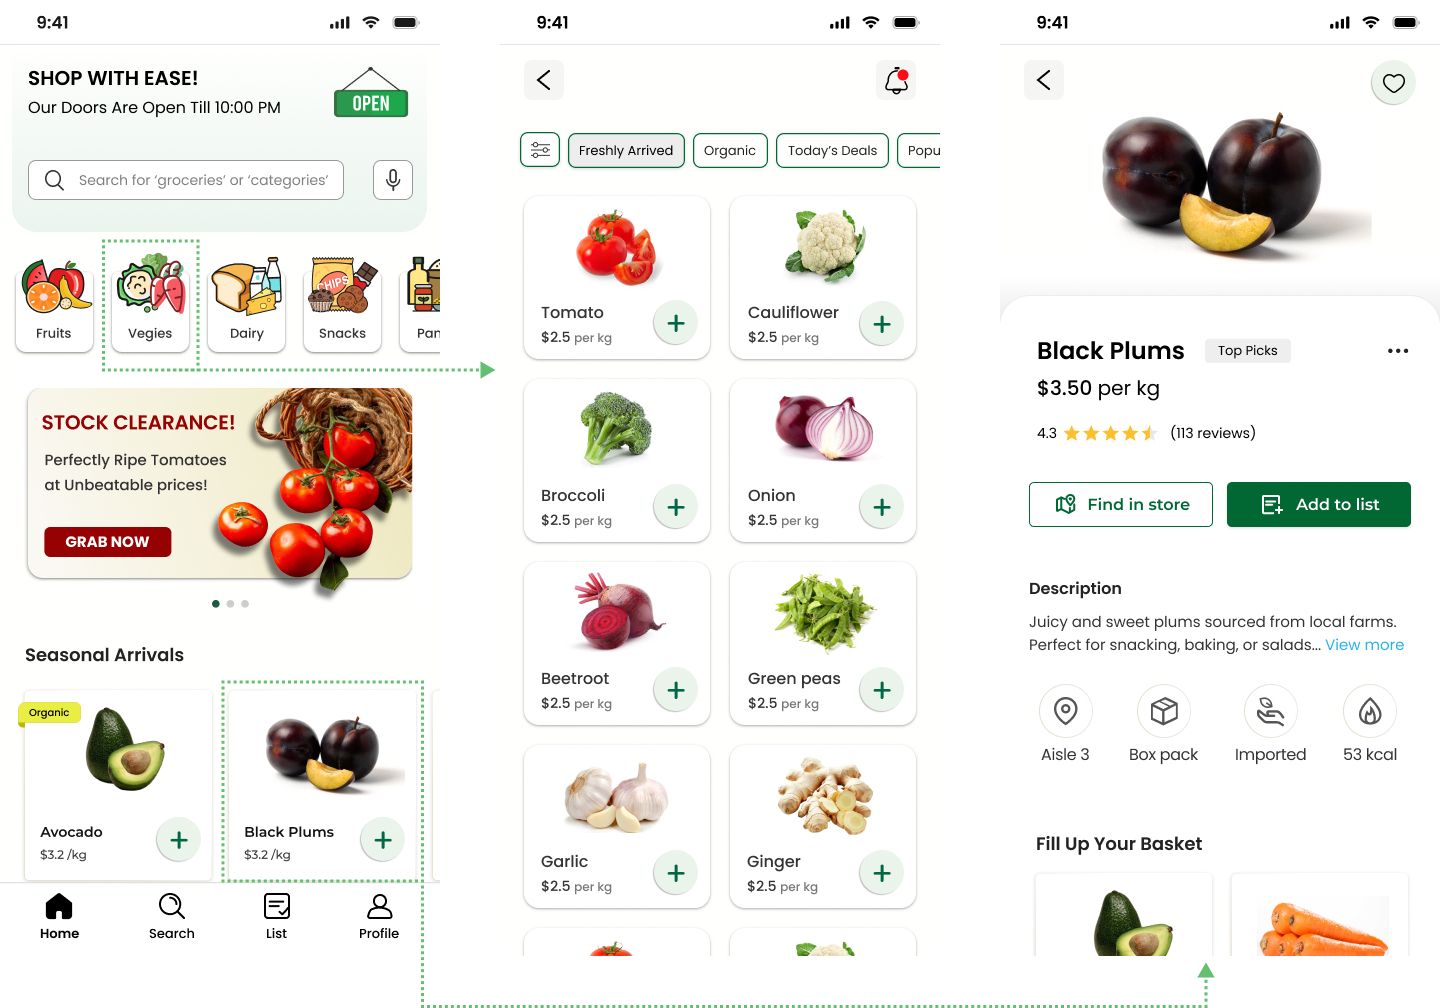 9:41
SHOP WITH EASE!
Our Doors Are Open Till 10:00 PM
OPEN
Search for ‘groceries’ or ‘categories’
CHIPS
Fruits
Vegies
Dairy
Snacks
Pan
STOCK CLEARANCE!
Perfectly Ripe Tomatoes
at Unbeatable prices!
GRAB NOW
Seasonal Arrivals
Organic
Avocado
$3.2 /kg
Black Plums
$3.2 /kg
Home
Search
List
Profile
9:41
Freshly Arrived
Organic
Today’s Deals
Popu
Tomato
$2.5 per kg
Cauliflower
$2.5 per kg
Broccoli
$2.5 per kg
Onion
$2.5 per kg
Beetroot
$2.5 per kg
Green peas
$2.5 per kg
Garlic
$2.5 per kg
Ginger
$2.5 per kg
9:41
Black Plums
Top Picks
$3.50 per kg
4.3
(113 reviews)
Find in store
Add to list
Description
Juicy and sweet plums sourced from local farms.
Perfect for snacking, baking, or salads... View more
Aisle 3
Box pack
Imported
53 kcal
Fill Up Your Basket